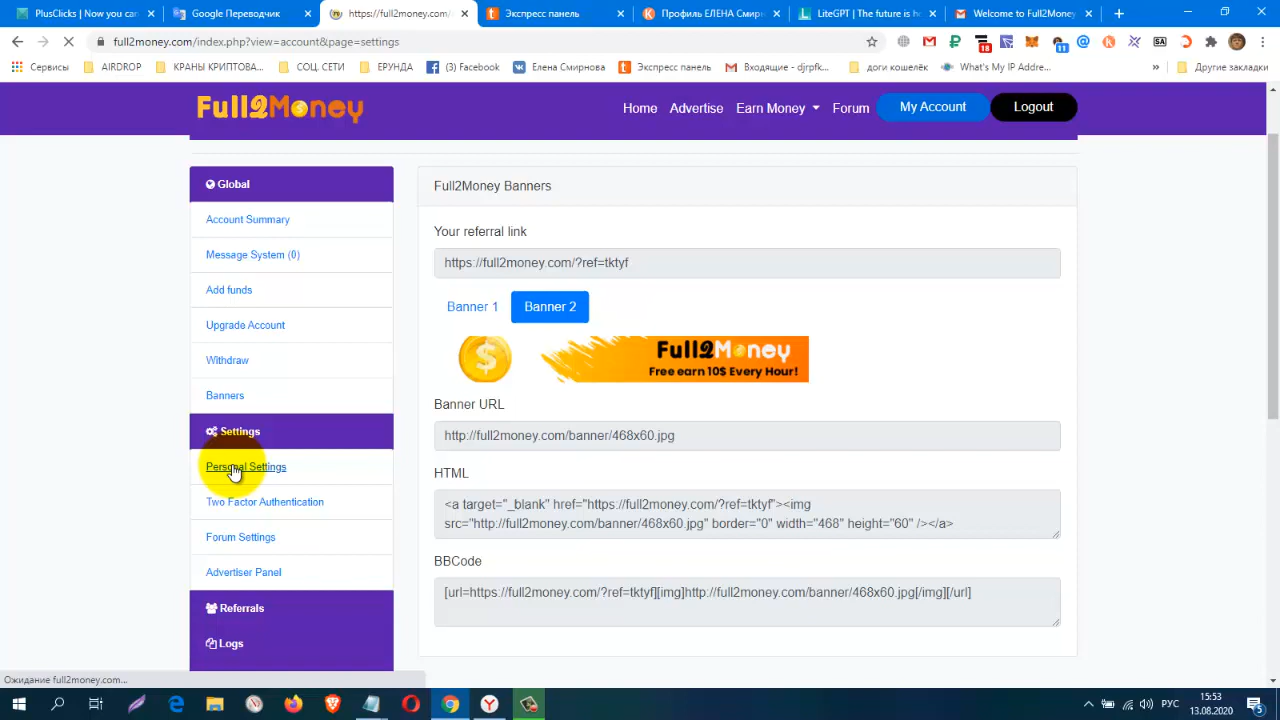 PlusClicks | Now you can
Google Переводчик
https://full2money.com/
Экспресс панель
Профиль ЕЛЕНА Смир
LiteGPT | The future is he
Welcome to Full2Money
full2money.com/index.php?view=account&page=settings
18
11
SA
Сервисы
AIRDROP
КРАНЫ КРИПТОВА...
СОЦ. СЕТИ
ЕРУНДА
(3) Facebook
Елена Смирнова
Экспресс панель
Входящие - djrpfk...
доги кошелёк
What's My IP Addre...
»
Другие закладки
Full2Money
Home
Advertise
Earn Money
Forum
My Account
Logout
Global
Account Summary
Message System (0)
Add funds
Upgrade Account
Withdraw
Banners
Settings
Personal Settings
Two Factor Authentication
Forum Settings
Advertiser Panel
Referrals
Logs
Full2Money Banners
Your referral link
https://full2money.com/?ref=tktyf
Banner 1
Banner 2
Full2Money
Free earn 10$ Every Hour!
Banner URL
http://full2money.com/banner/468x60.jpg
HTML
<a target="_blank" href="https://full2money.com/?ref=tktyf"><img
src="http://full2money.com/banner/468x60.jpg" border="0" width="468" height="60" /></a>
BBCode
[url=https://full2money.com/?ref=tktyf][img]http://full2money.com/banner/468x60.jpg[/img][/url]
Ожидание full2money.com...
РУС
15:53
13.08.2020
5